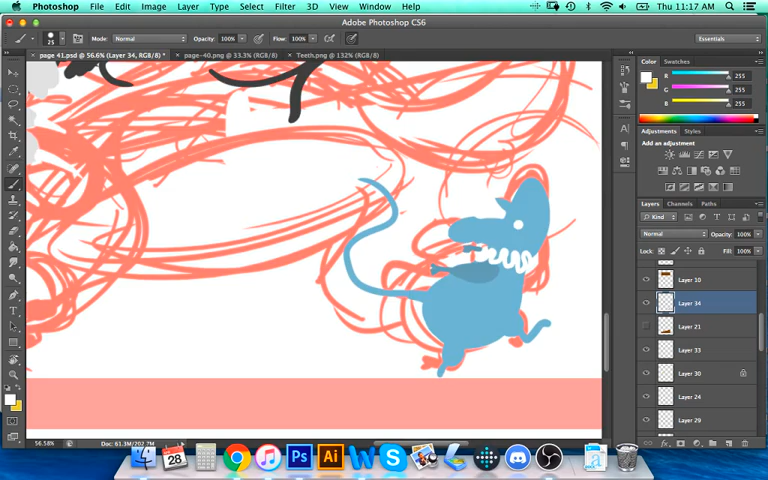 Photoshop File Edit Image Layer Type Select Filter 3D View Window Help Thu 11:17 AM
Adobe Photoshop CS6
25 Mode: Normal Opacity: 100% Flow: 100% Essentials
page 41.psd @ 56.6% (Layer 34, RGB/8) * page-40.png @ 33.3% (RGB/8) Teeth.png @ 132% (RGB/8)
Color Swatches
R 255
G 255
B 255
Adjustments Styles
Add an adjustment
Layers Channels Paths
Kind
Normal Opacity: 100%
Lock: Fill: 100%
Layer 10
Layer 34
Layer 21
Layer 33
Layer 30
Layer 24
Layer 29
56.58% Doc: 61.3M/202.7M
28
Ps Ai